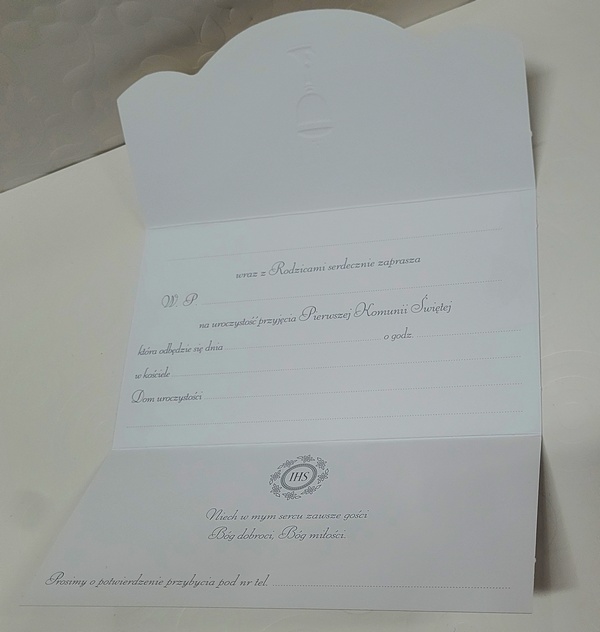 wraz z Rodzicami serdecznie zaprasza
W. P.
na uroczystość przyjęcia Pierwszej Komunii Świętej
która odbędzie się dnia o godz.
w kościele
Dom uroczystości
IHS
Niech w mym sercu zawsze gości
Bóg dobroci, Bóg miłości.
Prosimy o potwierdzenie przybycia pod nr tel.